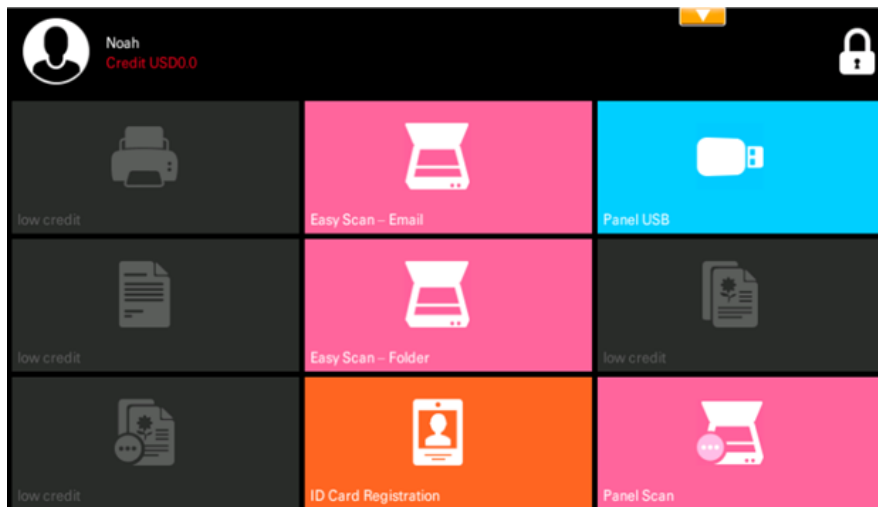 Noah
Credit USD0.0
low credit
Easy Scan – Email
Panel USB
low credit
Easy Scan – Folder
low credit
low credit
ID Card Registration
Panel Scan